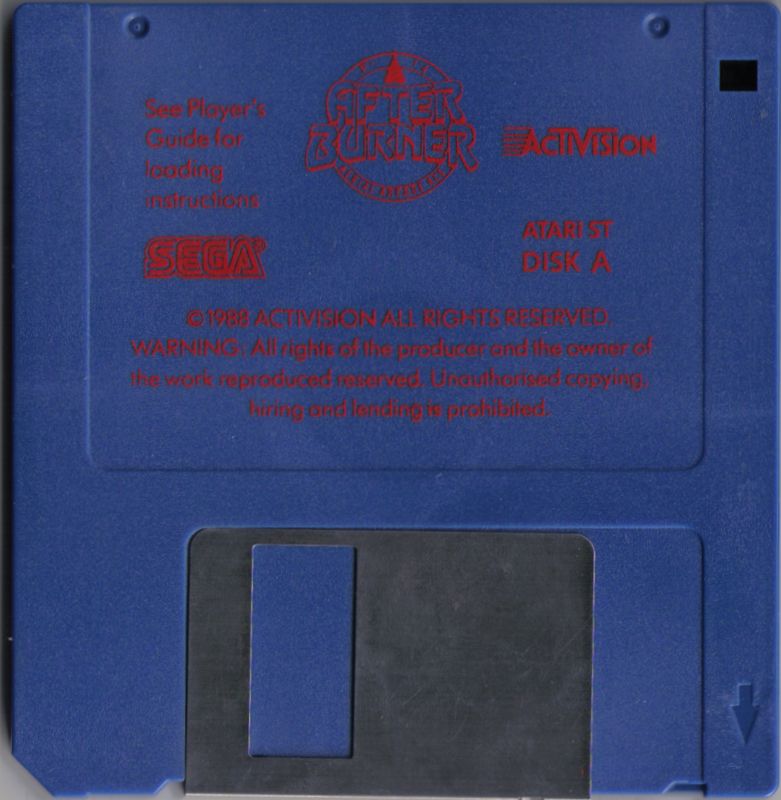 See Player's
Guide for
loading
instructions
AFTER
BURNER
ACTIVISION
SEGA®
ATARI ST
DISK A
©1988 ACTIVISION ALL RIGHTS RESERVED.
WARNING: All rights of the producer and the owner of
the work reproduced reserved. Unauthorised copying,
hiring and lending is prohibited.